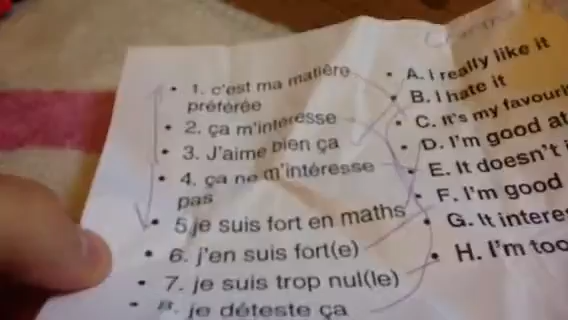 1. c'est ma matière
préférée
2. ça m'intéresse
3. J'aime bien ça
4. ça ne m'intéresse
pas
5 je suis fort en maths
6. j'en suis fort(e)
7. je suis trop nul(le)
8. je déteste ça
A. I really like it
B. I hate it
C. It's my favouri
D. I'm good at
E. It doesn't i
F. I'm good
G. It intere
H. I'm too